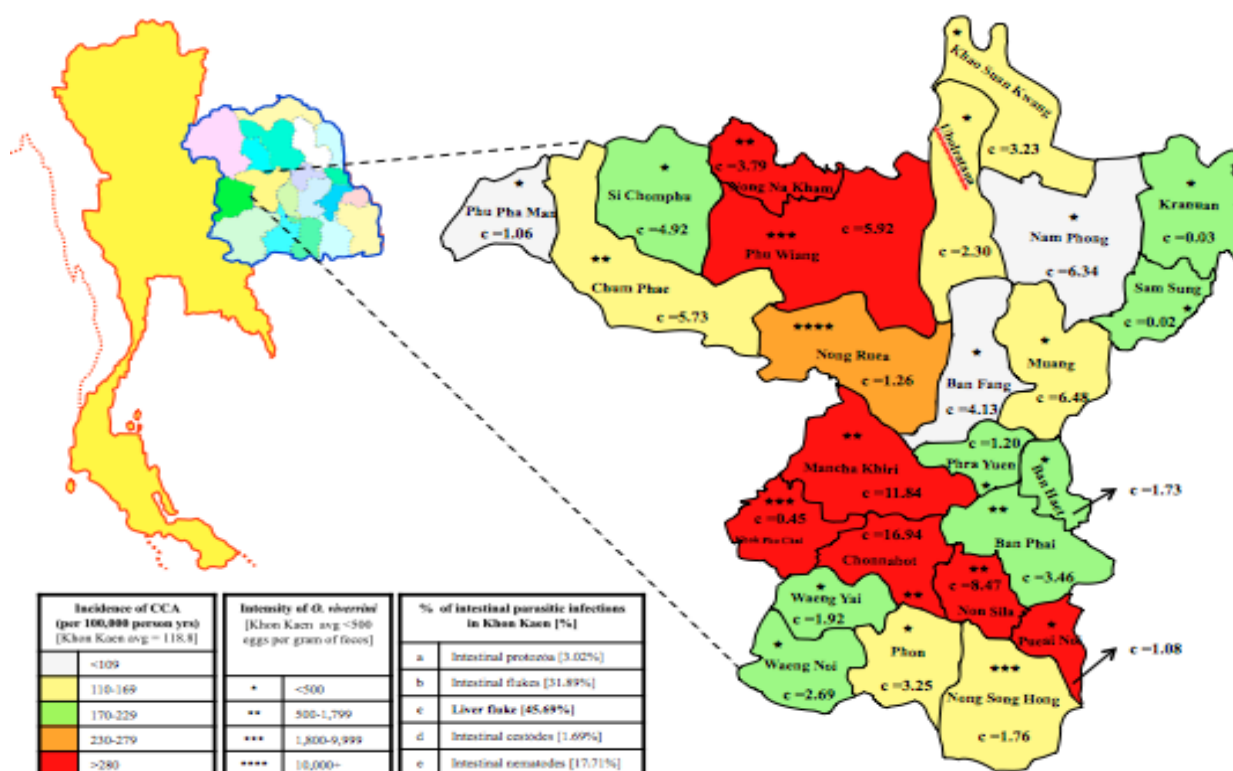 Khao Suan Kwang
c =3.23
Ubolratang
c =2.30
c =3.79
Nong Na Kham
Si Chomphu
c =4.92
Phu Pha Man
c =1.06
c =5.92
Phu Wiang
Nam Phong
c =6.34
Kranuan
c =0.03
Sam Sung
c =0.02
Chum Phae
c =5.73
Nong Ruea
c =1.26
Ban Fang
c =4.13
Muang
c =6.48
c =1.20
Phra Yuen
Ban Haet
c =1.73
Mancha Khiri
c =11.84
c =0.45
c =16.94
Chonnabot
Ban Phai
c =3.46
c =8.47
Non Sila
Waeng Yai
c =1.92
Waeng Noi
c =2.69
Phon
c =3.25
Pueai Noi
c =1.08
Nong Song Hong
c =1.76
Incidence of CCA
(per 100,000 person yrs)
[Khon Kaen avg = 118.8]
<109
110-169
170-229
230-279
>280
Intensity of O. viverrini
[Khon Kaen avg <500
eggs per gram of feces]
* <500
** 500-1,799
*** 1,800-9,999
**** 10,000+
% of intestinal parasitic infections
in Khon Kaen [%]
a Intestinal protozoa [3.02%]
b Intestinal flukes [31.89%]
c Liver fluke [45.69%]
d Intestinal cestodes [1.69%]
e Intestinal nematodes [17.71%]